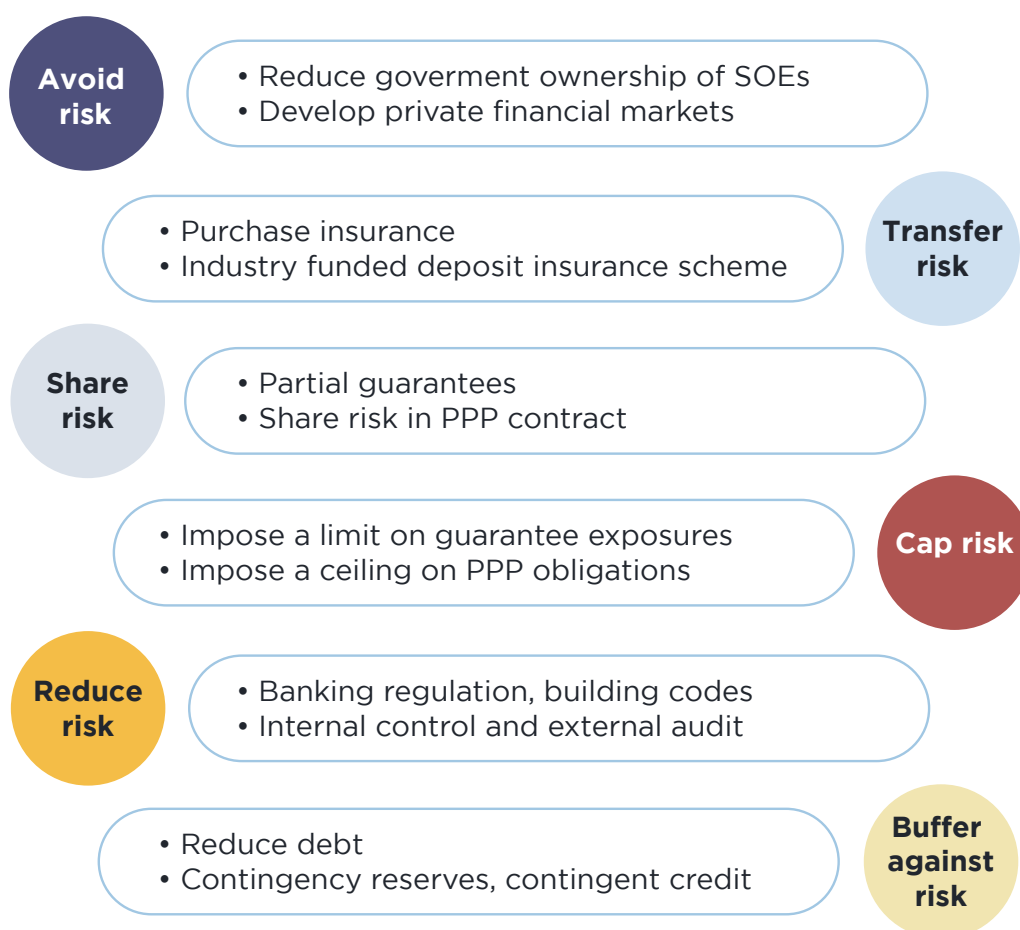 Avoid
risk
• Reduce goverment ownership of SOEs
• Develop private financial markets
• Purchase insurance
• Industry funded deposit insurance scheme
Transfer
risk
Share
risk
• Partial guarantees
• Share risk in PPP contract
• Impose a limit on guarantee exposures
• Impose a ceiling on PPP obligations
Cap risk
Reduce
risk
• Banking regulation, building codes
• Internal control and external audit
• Reduce debt
• Contingency reserves, contingent credit
Buffer
against
risk